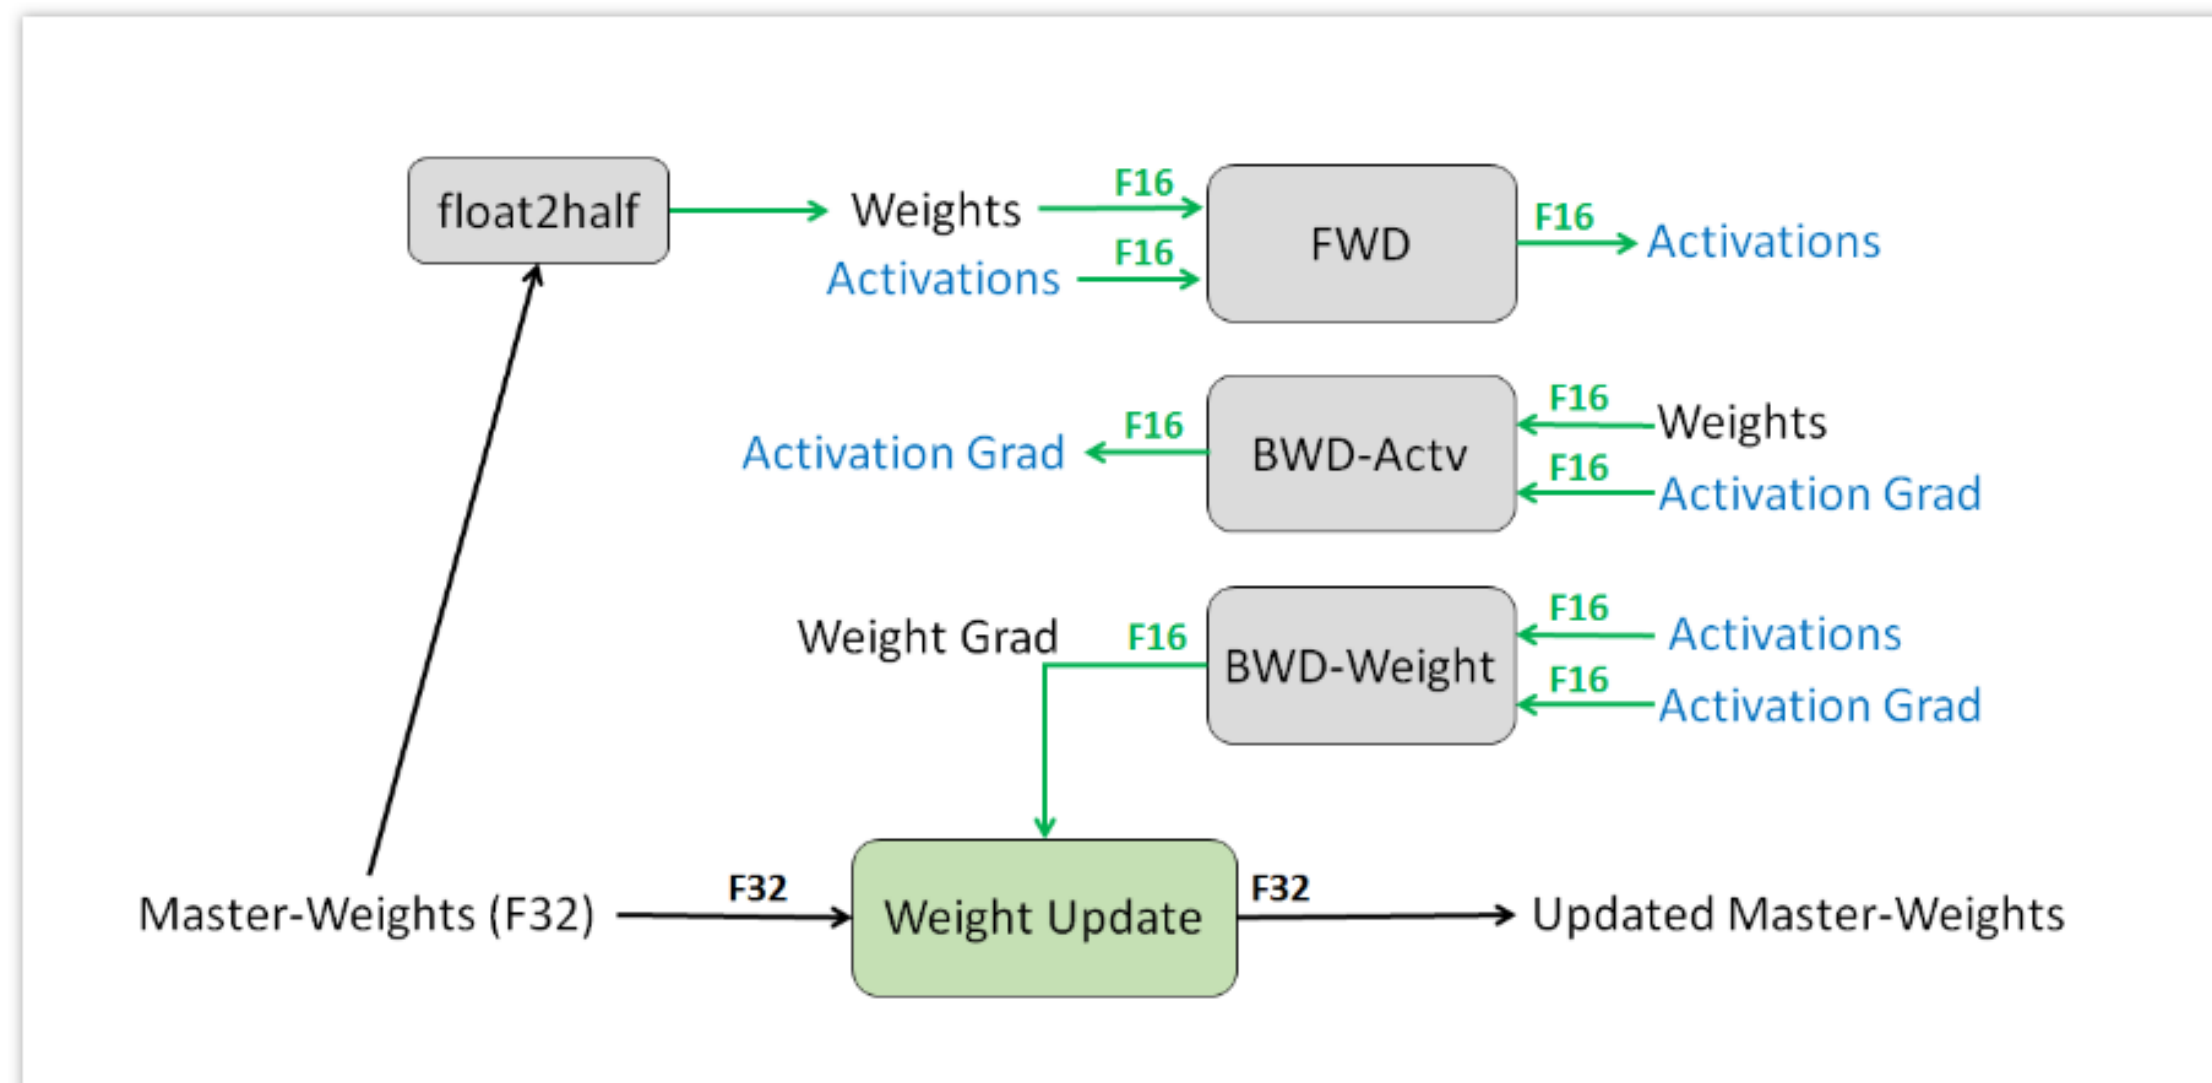 float2half
Weights
F16
Activations
F16
FWD
F16
Activations
Activation Grad
F16
BWD-Actv
F16
Weights
F16
Activation Grad
Weight Grad
F16
BWD-Weight
F16
Activations
F16
Activation Grad
Master-Weights (F32)
F32
Weight Update
F32
Updated Master-Weights